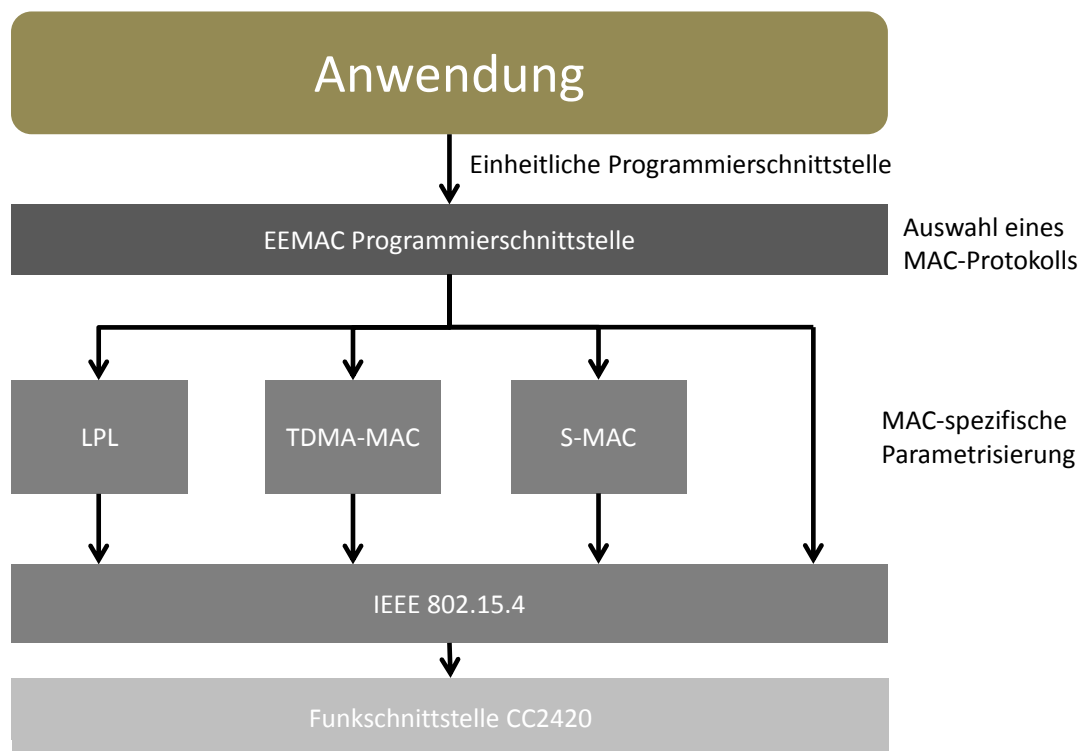 Anwendung
Einheitliche Programmierschnittstelle
EEMAC Programmierschnittstelle
Auswahl eines
MAC-Protokolls
LPL
TDMA-MAC
S-MAC
MAC-spezifische
Parametrisierung
IEEE 802.15.4
Funkschnittstelle CC2420